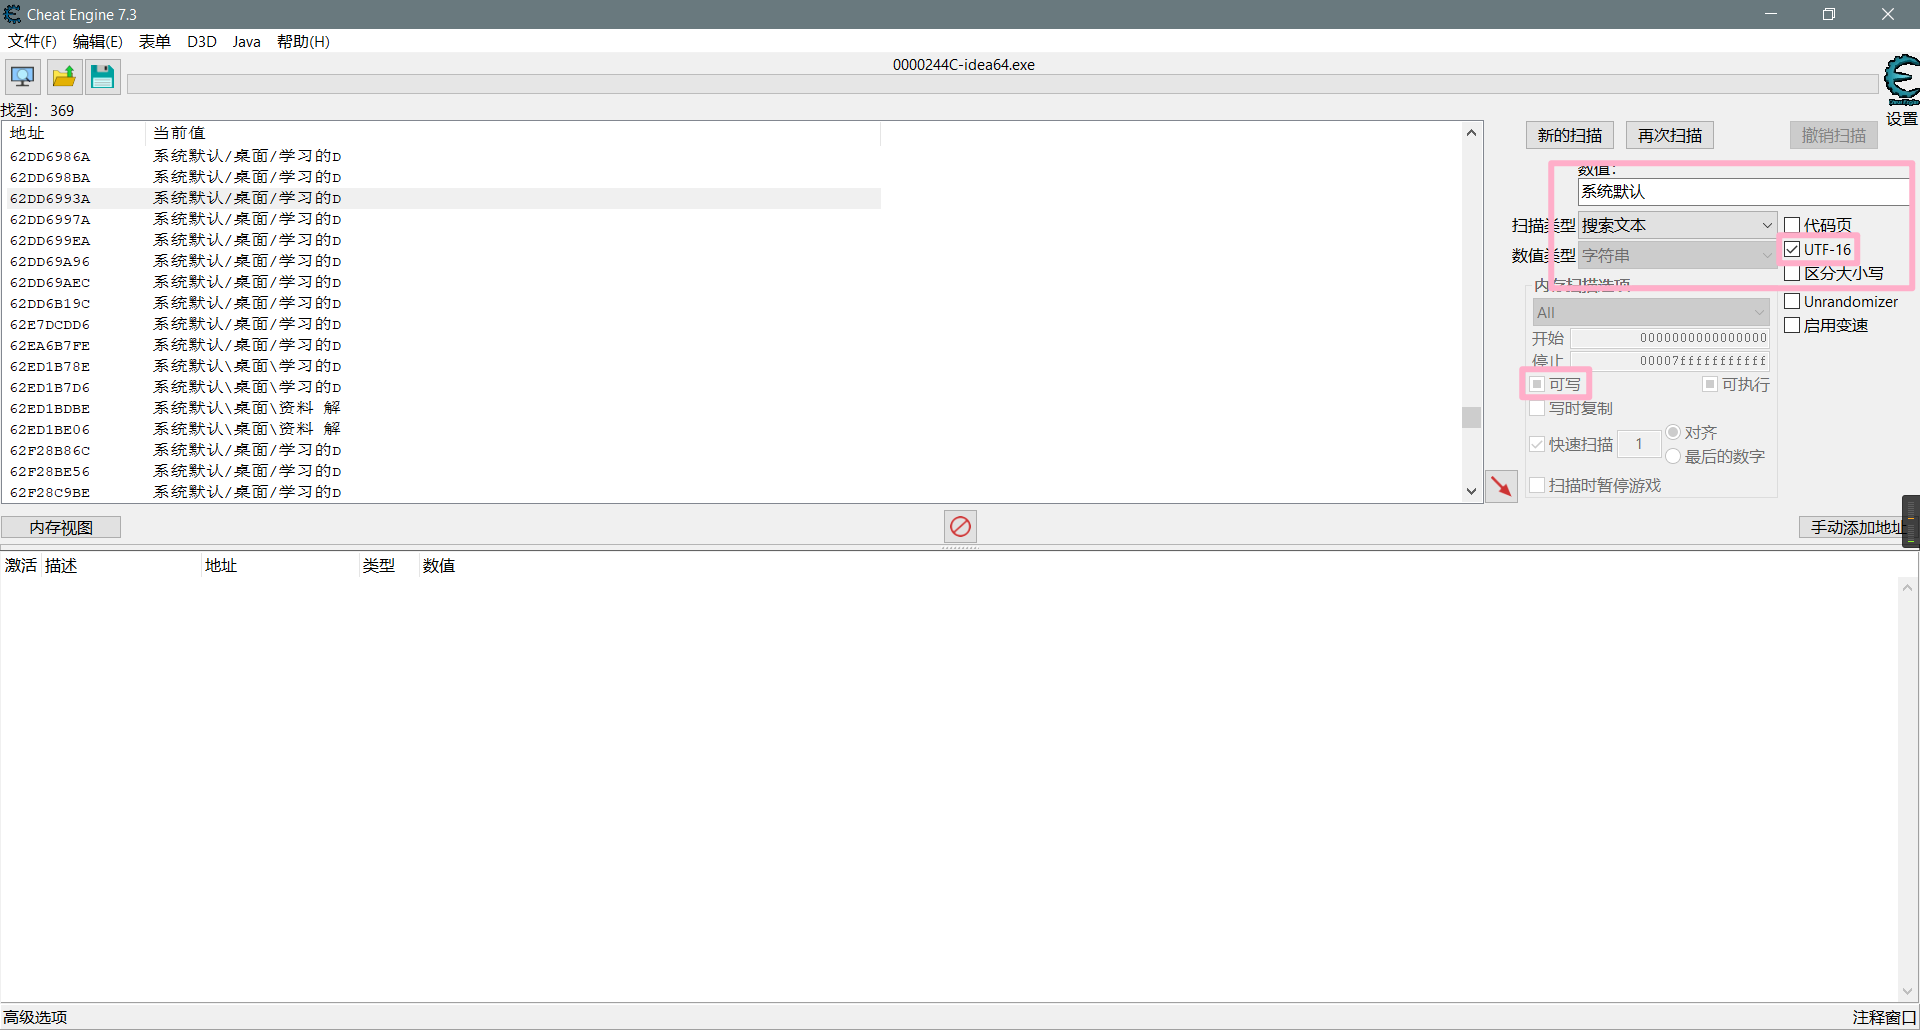 Cheat Engine 7.3
文件(F) 编辑(E) 表单 D3D Java 帮助(H)
0000244C-idea64.exe
找到: 369
设置
地址 当前值
62DD6986A 系统默认/桌面/学习的D
62DD698BA 系统默认/桌面/学习的D
62DD6993A 系统默认/桌面/学习的D
62DD6997A 系统默认/桌面/学习的D
62DD699EA 系统默认/桌面/学习的D
62DD69A96 系统默认/桌面/学习的D
62DD69AEC 系统默认/桌面/学习的D
62DD6B19C 系统默认/桌面/学习的D
62E7DCDD6 系统默认/桌面/学习的D
62EA6B7FE 系统默认/桌面/学习的D
62ED1B78E 系统默认\桌面\学习的D
62ED1B7D6 系统默认\桌面\学习的D
62ED1BDBE 系统默认\桌面\资料 解
62ED1BE06 系统默认\桌面\资料 解
62F28B86C 系统默认/桌面/学习的D
62F28BE56 系统默认/桌面/学习的D
62F28C9BE 系统默认/桌面/学习的D
新的扫描 再次扫描 撤销扫描
数值:
系统默认
扫描类型 搜索文本 代码页
数值类型 字符串 UTF-16
区分大小写
内存扫描选项
All Unrandomizer
启用变速
开始 0000000000000000
停止 00007fffffffffff
可写 可执行
写时复制
快速扫描 1 对齐
最后的数字
扫描时暂停游戏
内存视图 手动添加地址
激活 描述 地址 类型 数值
高级选项 注释窗口